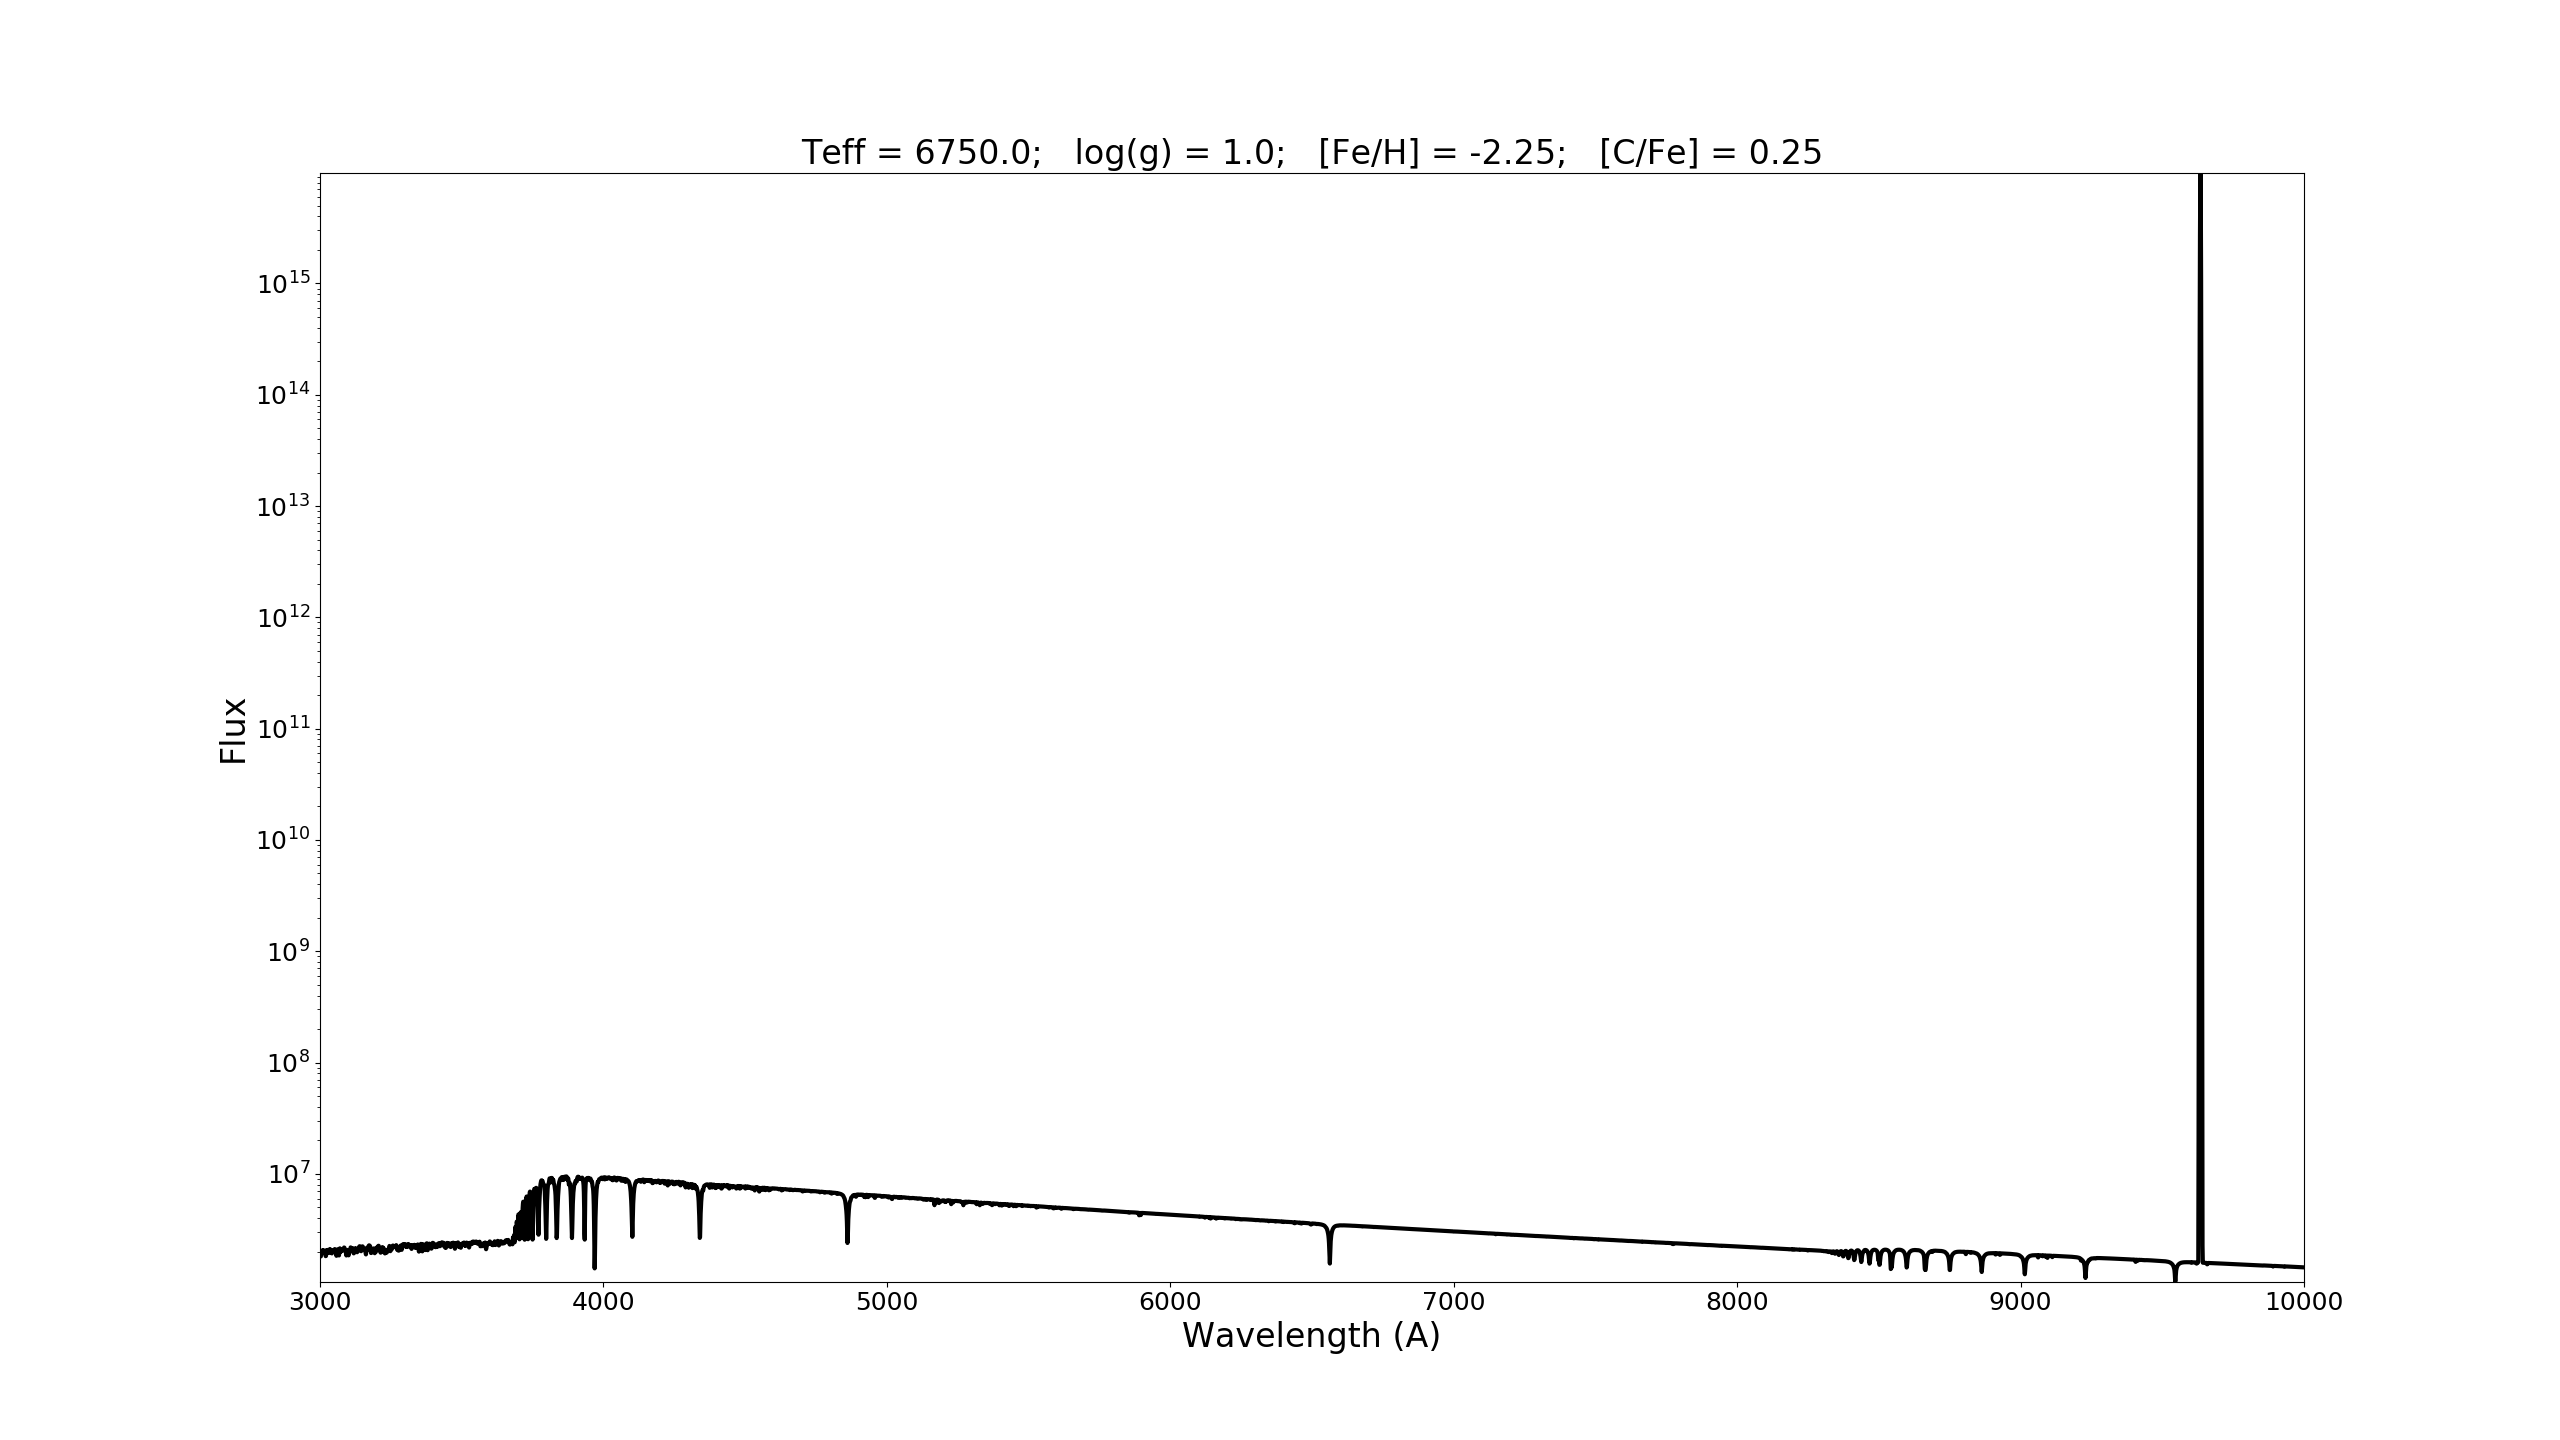 Teff = 6750.0;   log(g) = 1.0;   [Fe/H] = -2.25;   [C/Fe] = 0.25
10^15
10^14
10^13
10^12
10^11
10^10
10^9
10^8
10^7
Flux
3000 4000 5000 6000 7000 8000 9000 10000
Wavelength (A)